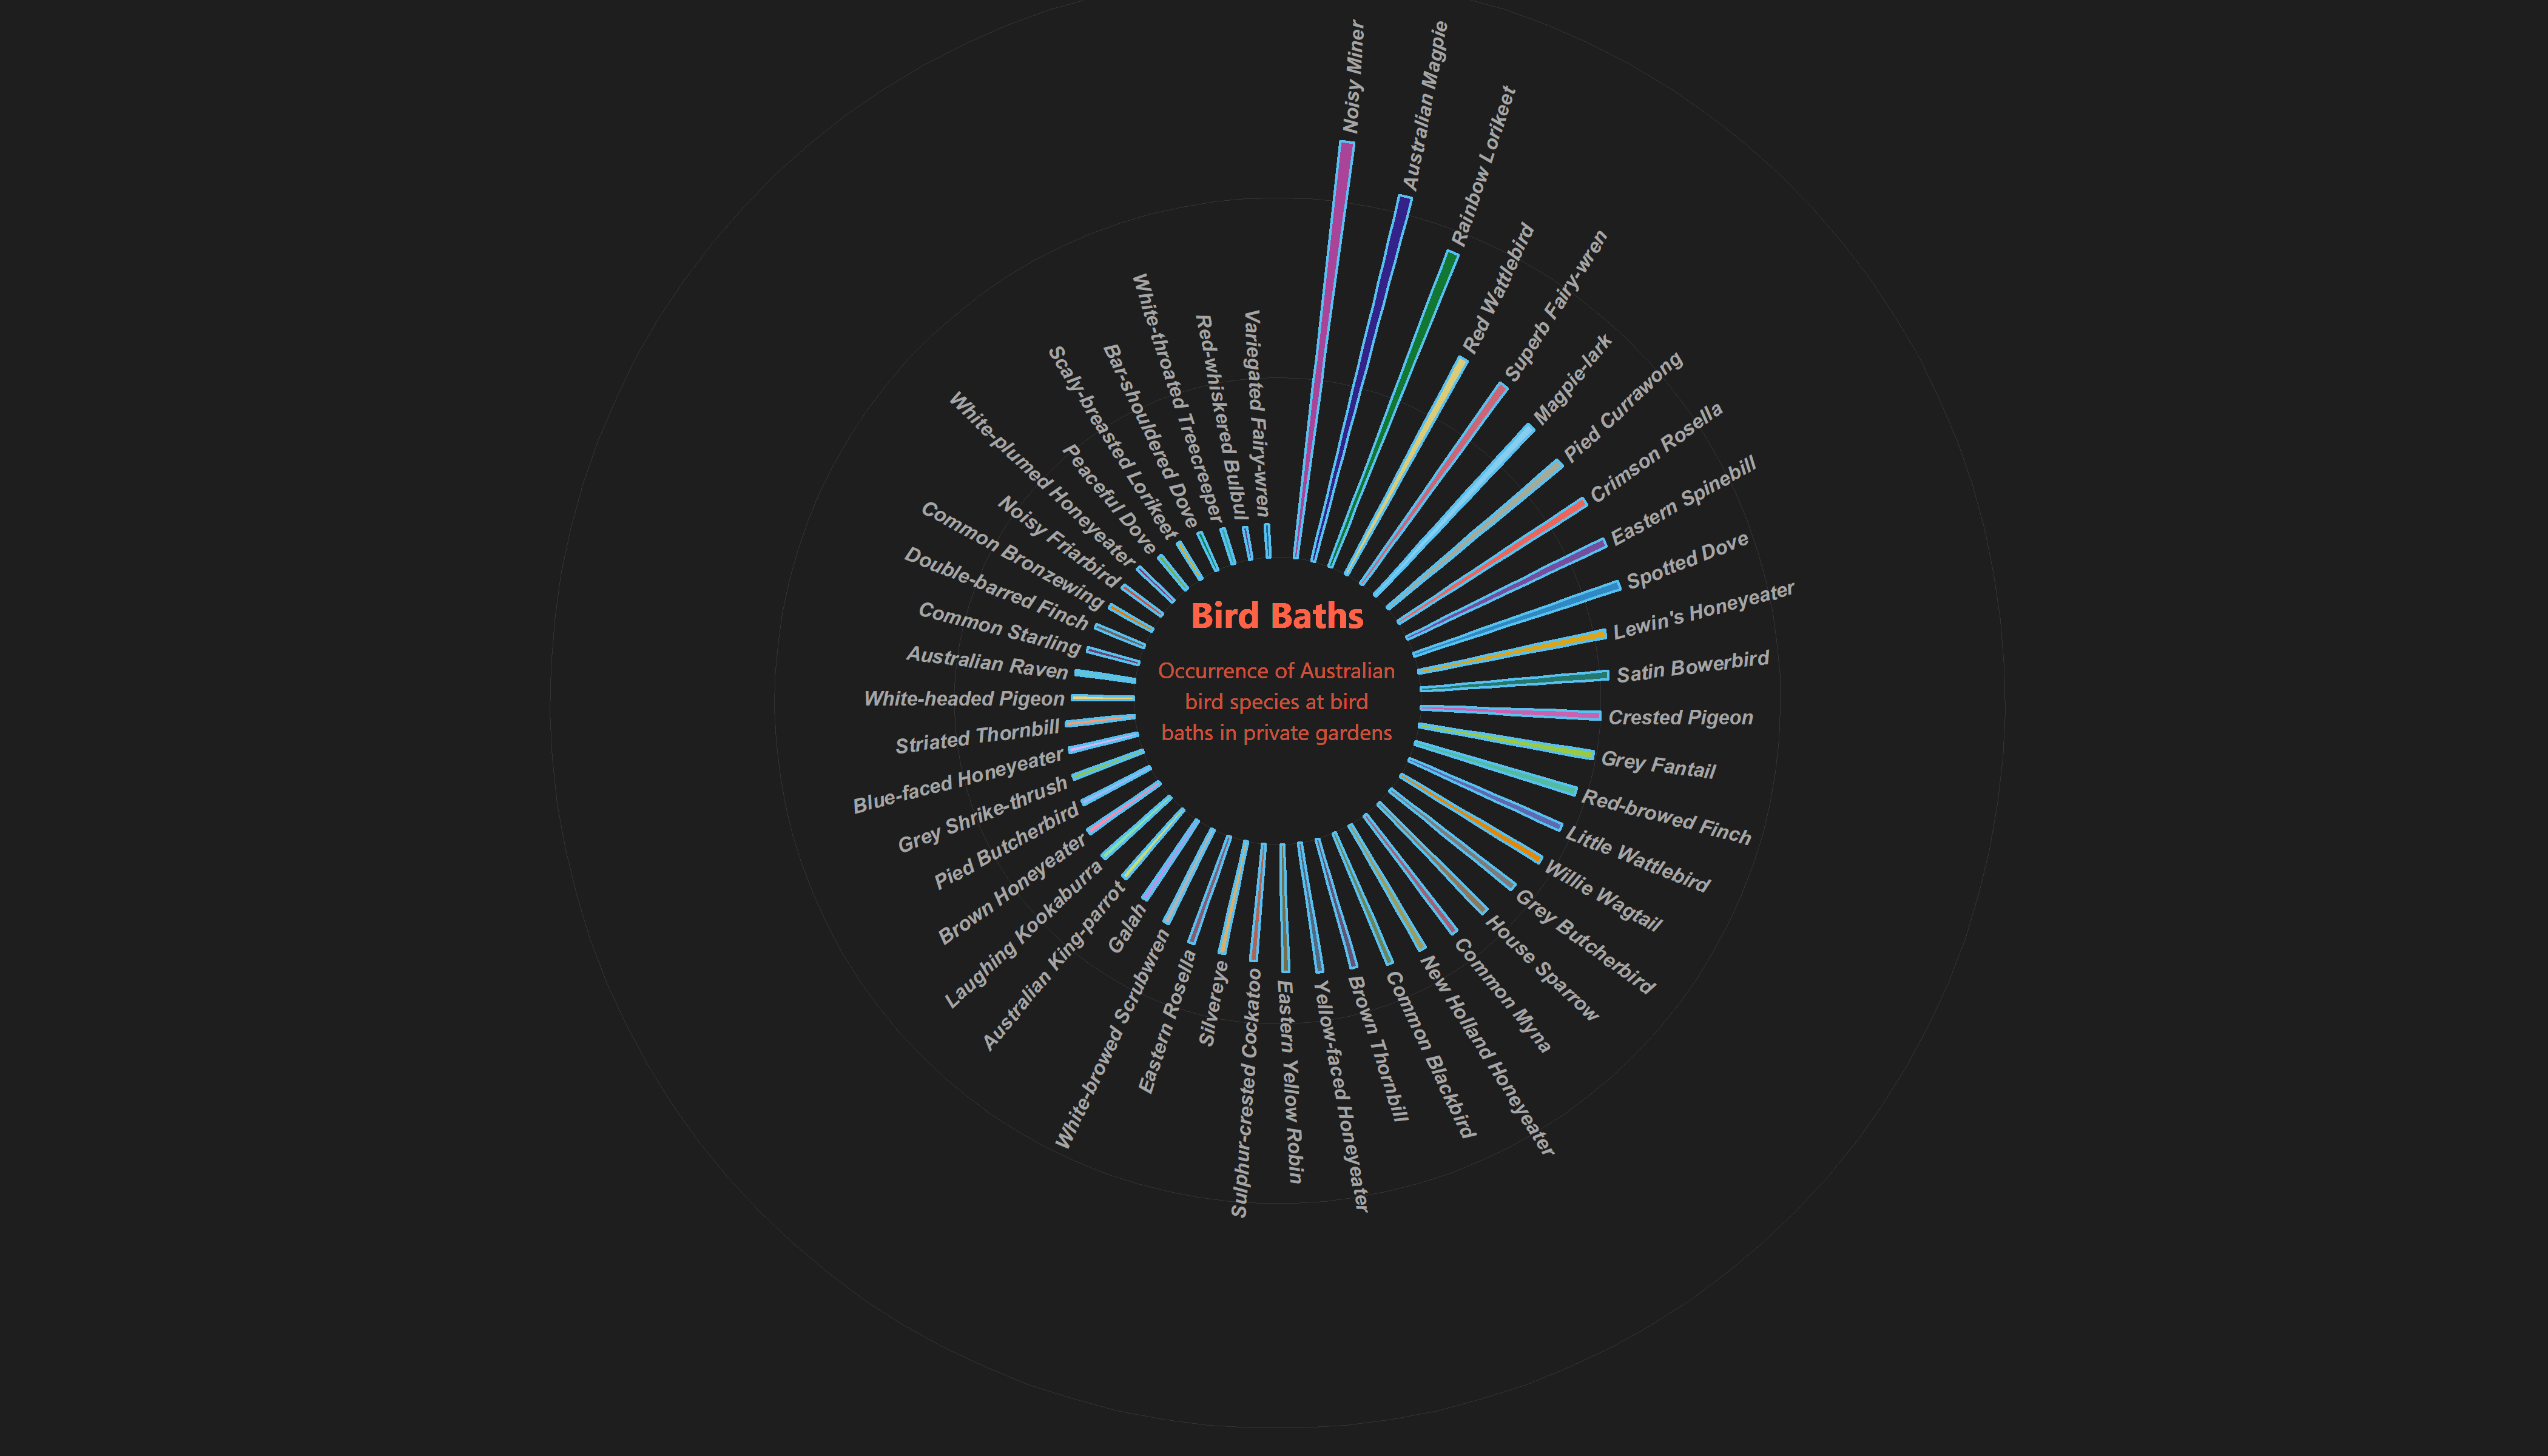 Bird Baths
Occurrence of Australian
bird species at bird
baths in private gardens
Noisy Miner
Australian Magpie
Rainbow Lorikeet
Red Wattlebird
Superb Fairy-wren
Magpie-lark
Pied Currawong
Crimson Rosella
Eastern Spinebill
Spotted Dove
Lewin's Honeyeater
Satin Bowerbird
Crested Pigeon
Grey Fantail
Red-browed Finch
Little Wattlebird
Willie Wagtail
Grey Butcherbird
House Sparrow
Common Myna
New Holland Honeyeater
Common Blackbird
Brown Thornbill
Yellow-faced Honeyeater
Eastern Yellow Robin
Sulphur-crested Cockatoo
Silvereye
Eastern Rosella
White-browed Scrubwren
Galah
Australian King-parrot
Laughing Kookaburra
Brown Honeyeater
Pied Butcherbird
Grey Shrike-thrush
Blue-faced Honeyeater
Striated Thornbill
White-headed Pigeon
Australian Raven
Common Starling
Double-barred Finch
Common Bronzewing
Noisy Friarbird
White-plumed Honeyeater
Peaceful Dove
Scaly-breasted Lorikeet
Bar-shouldered Dove
White-throated Treecreeper
Red-whiskered Bulbul
Variegated Fairy-wren